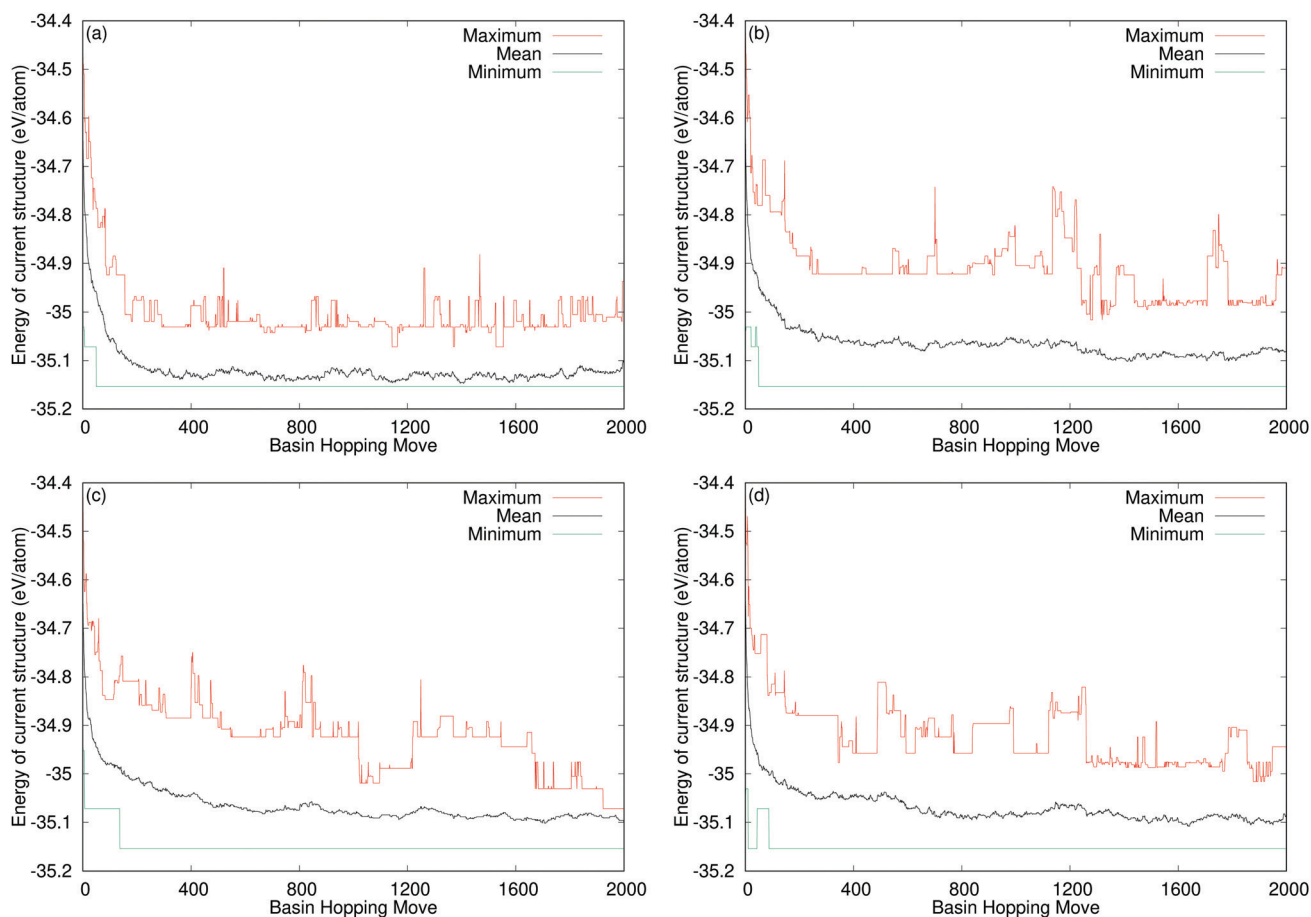 (a)
Maximum
Mean
Minimum
Energy of current structure (eV/atom)
-34.4
-34.5
-34.6
-34.7
-34.8
-34.9
-35
-35.1
-35.2
0 400 800 1200 1600 2000
Basin Hopping Move
(b)
Maximum
Mean
Minimum
Energy of current structure (eV/atom)
-34.4
-34.5
-34.6
-34.7
-34.8
-34.9
-35
-35.1
-35.2
0 400 800 1200 1600 2000
Basin Hopping Move
(c)
Maximum
Mean
Minimum
Energy of current structure (eV/atom)
-34.4
-34.5
-34.6
-34.7
-34.8
-34.9
-35
-35.1
-35.2
0 400 800 1200 1600 2000
Basin Hopping Move
(d)
Maximum
Mean
Minimum
Energy of current structure (eV/atom)
-34.4
-34.5
-34.6
-34.7
-34.8
-34.9
-35
-35.1
-35.2
0 400 800 1200 1600 2000
Basin Hopping Move